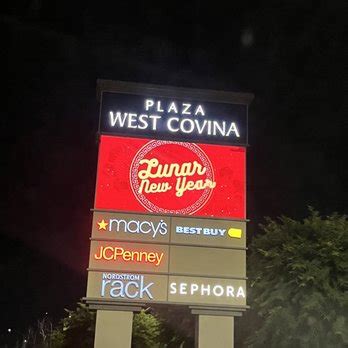 PLAZA
WEST COVINA
Lunar
New Year
macy's
BEST BUY
JCPenney
NORDSTROM
rack
SEPHORA